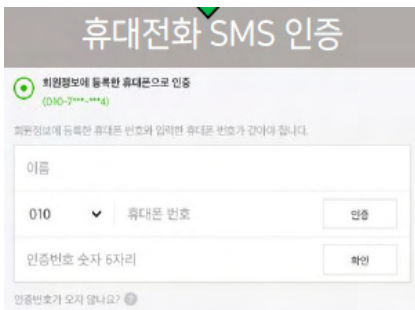 휴대전화 SMS 인증
회원정보에 등록한 휴대폰으로 인증
(010-7***-***4)
회원정보에 등록한 휴대폰 번호와 입력한 휴대폰 번호가 같아야 합니다.
이름
010 휴대폰 번호 인증
인증번호 숫자 6자리 확인
인증번호가 오지 않나요? ?